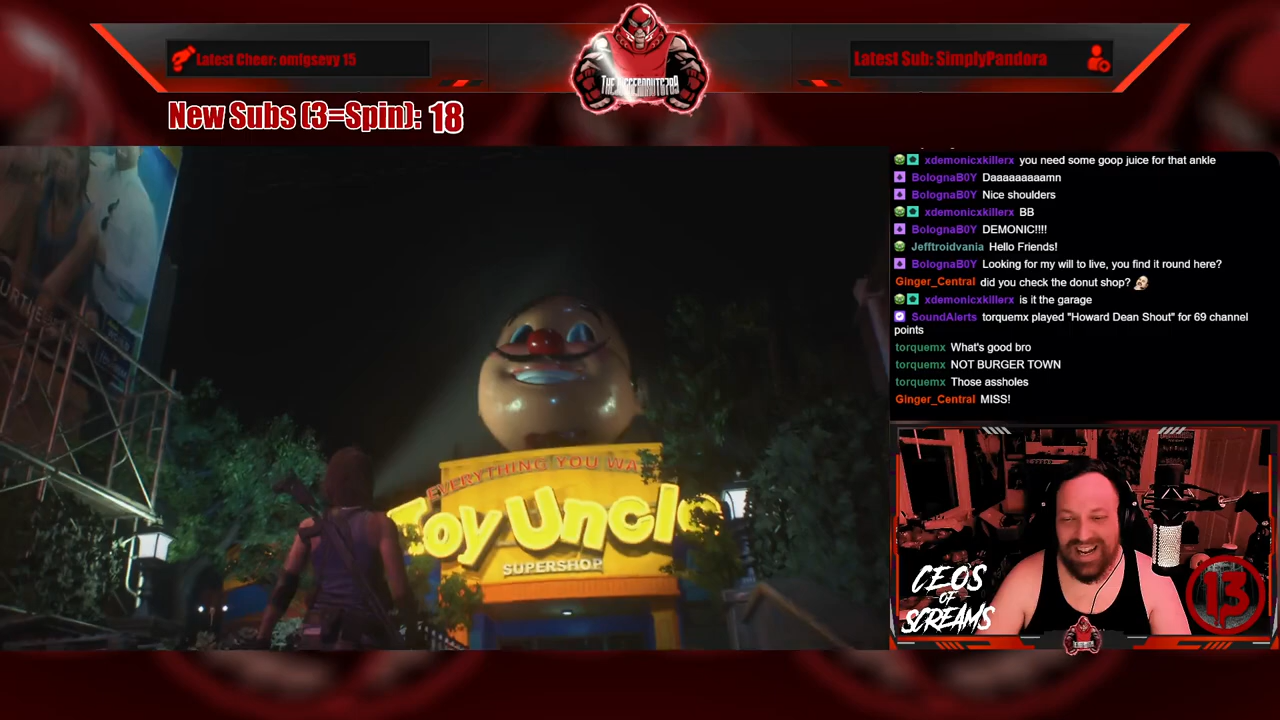 Latest Cheer: omfgsevy 15
Latest Sub: SimplyPandora
New Subs (3=Spin): 18
xdemonicxkillerx you need some goop juice for that ankle
BolognaB0Y Daaaaaaaaamn
BolognaB0Y Nice shoulders
xdemonicxkillerx BB
BolognaB0Y DEMONIC!!!!
Jefftroidvania Hello Friends!
BolognaB0Y Looking for my will to live, you find it round here?
Ginger_Central did you check the donut shop?
xdemonicxkillerx is it the garage
SoundAlerts torquemx played "Howard Dean Shout" for 69 channel
points
torquemx What's good bro
torquemx NOT BURGER TOWN
torquemx Those assholes
Ginger_Central MISS!
EVERYTHING YOU WA
Toy Uncle
SUPERSHOP
CEOS
OF
SCREAMS
13